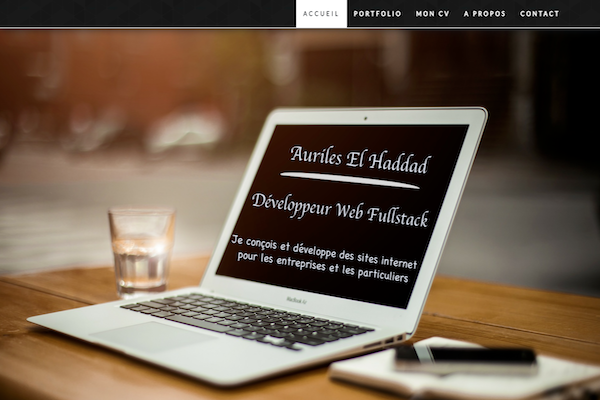 ACCUEIL PORTFOLIO MON CV A PROPOS CONTACT
Auriles El Haddad
Développeur Web Fullstack
Je conçois et développe des sites internet
pour les entreprises et les particuliers
MacBook Air